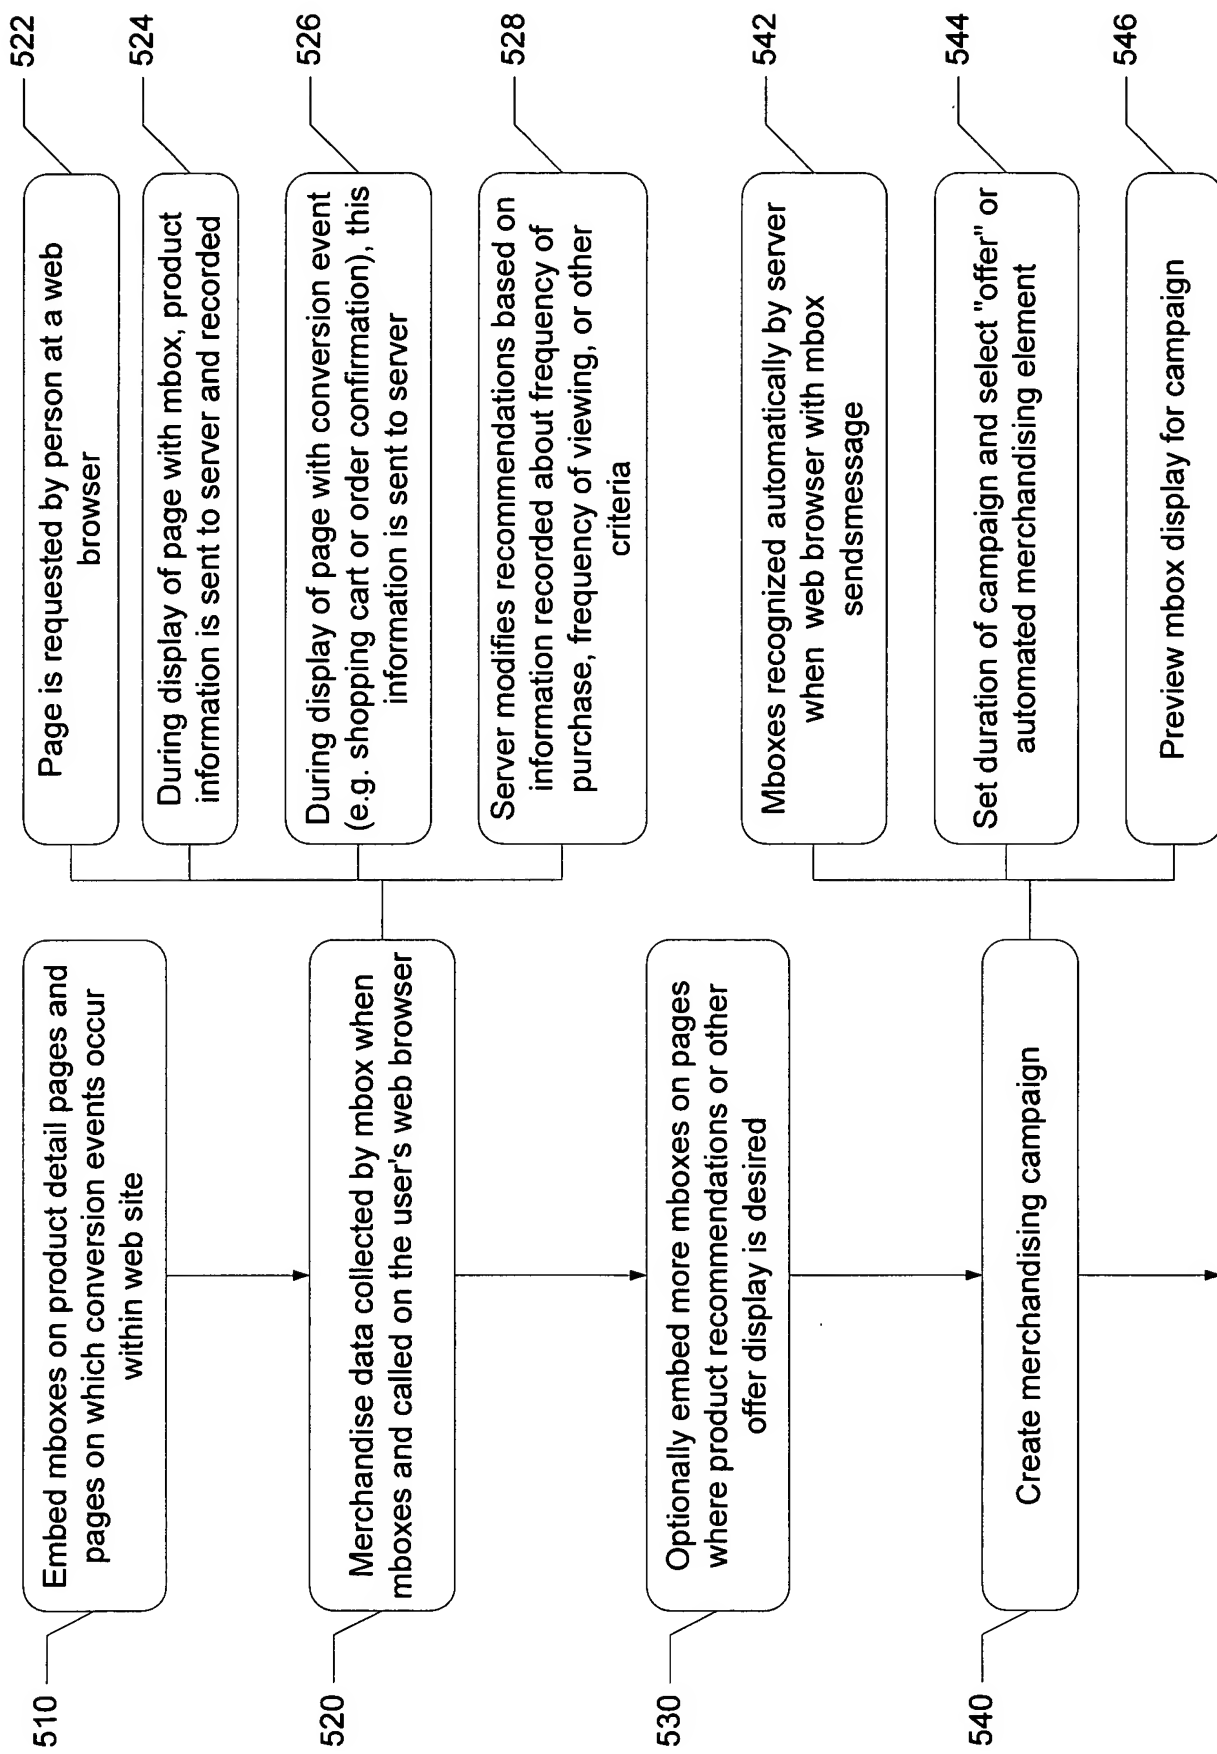 510
Embed mboxes on product detail pages and
pages on which conversion events occur
within web site
520
Merchandise data collected by mbox when
mboxes and called on the user's web browser
522
Page is requested by person at a web
browser
524
During display of page with mbox, product
information is sent to server and recorded
526
During display of page with conversion event
(e.g. shopping cart or order confirmation), this
information is sent to server
528
Server modifies recommendations based on
information recorded about frequency of
purchase, frequency of viewing, or other
criteria
530
Optionally embed more mboxes on pages
where product recommendations or other
offer display is desired
540
Create merchandising campaign
542
Mboxes recognized automatically by server
when web browser with mbox
sendsmessage
544
Set duration of campaign and select "offer" or
automated merchandising element
546
Preview mbox display for campaign